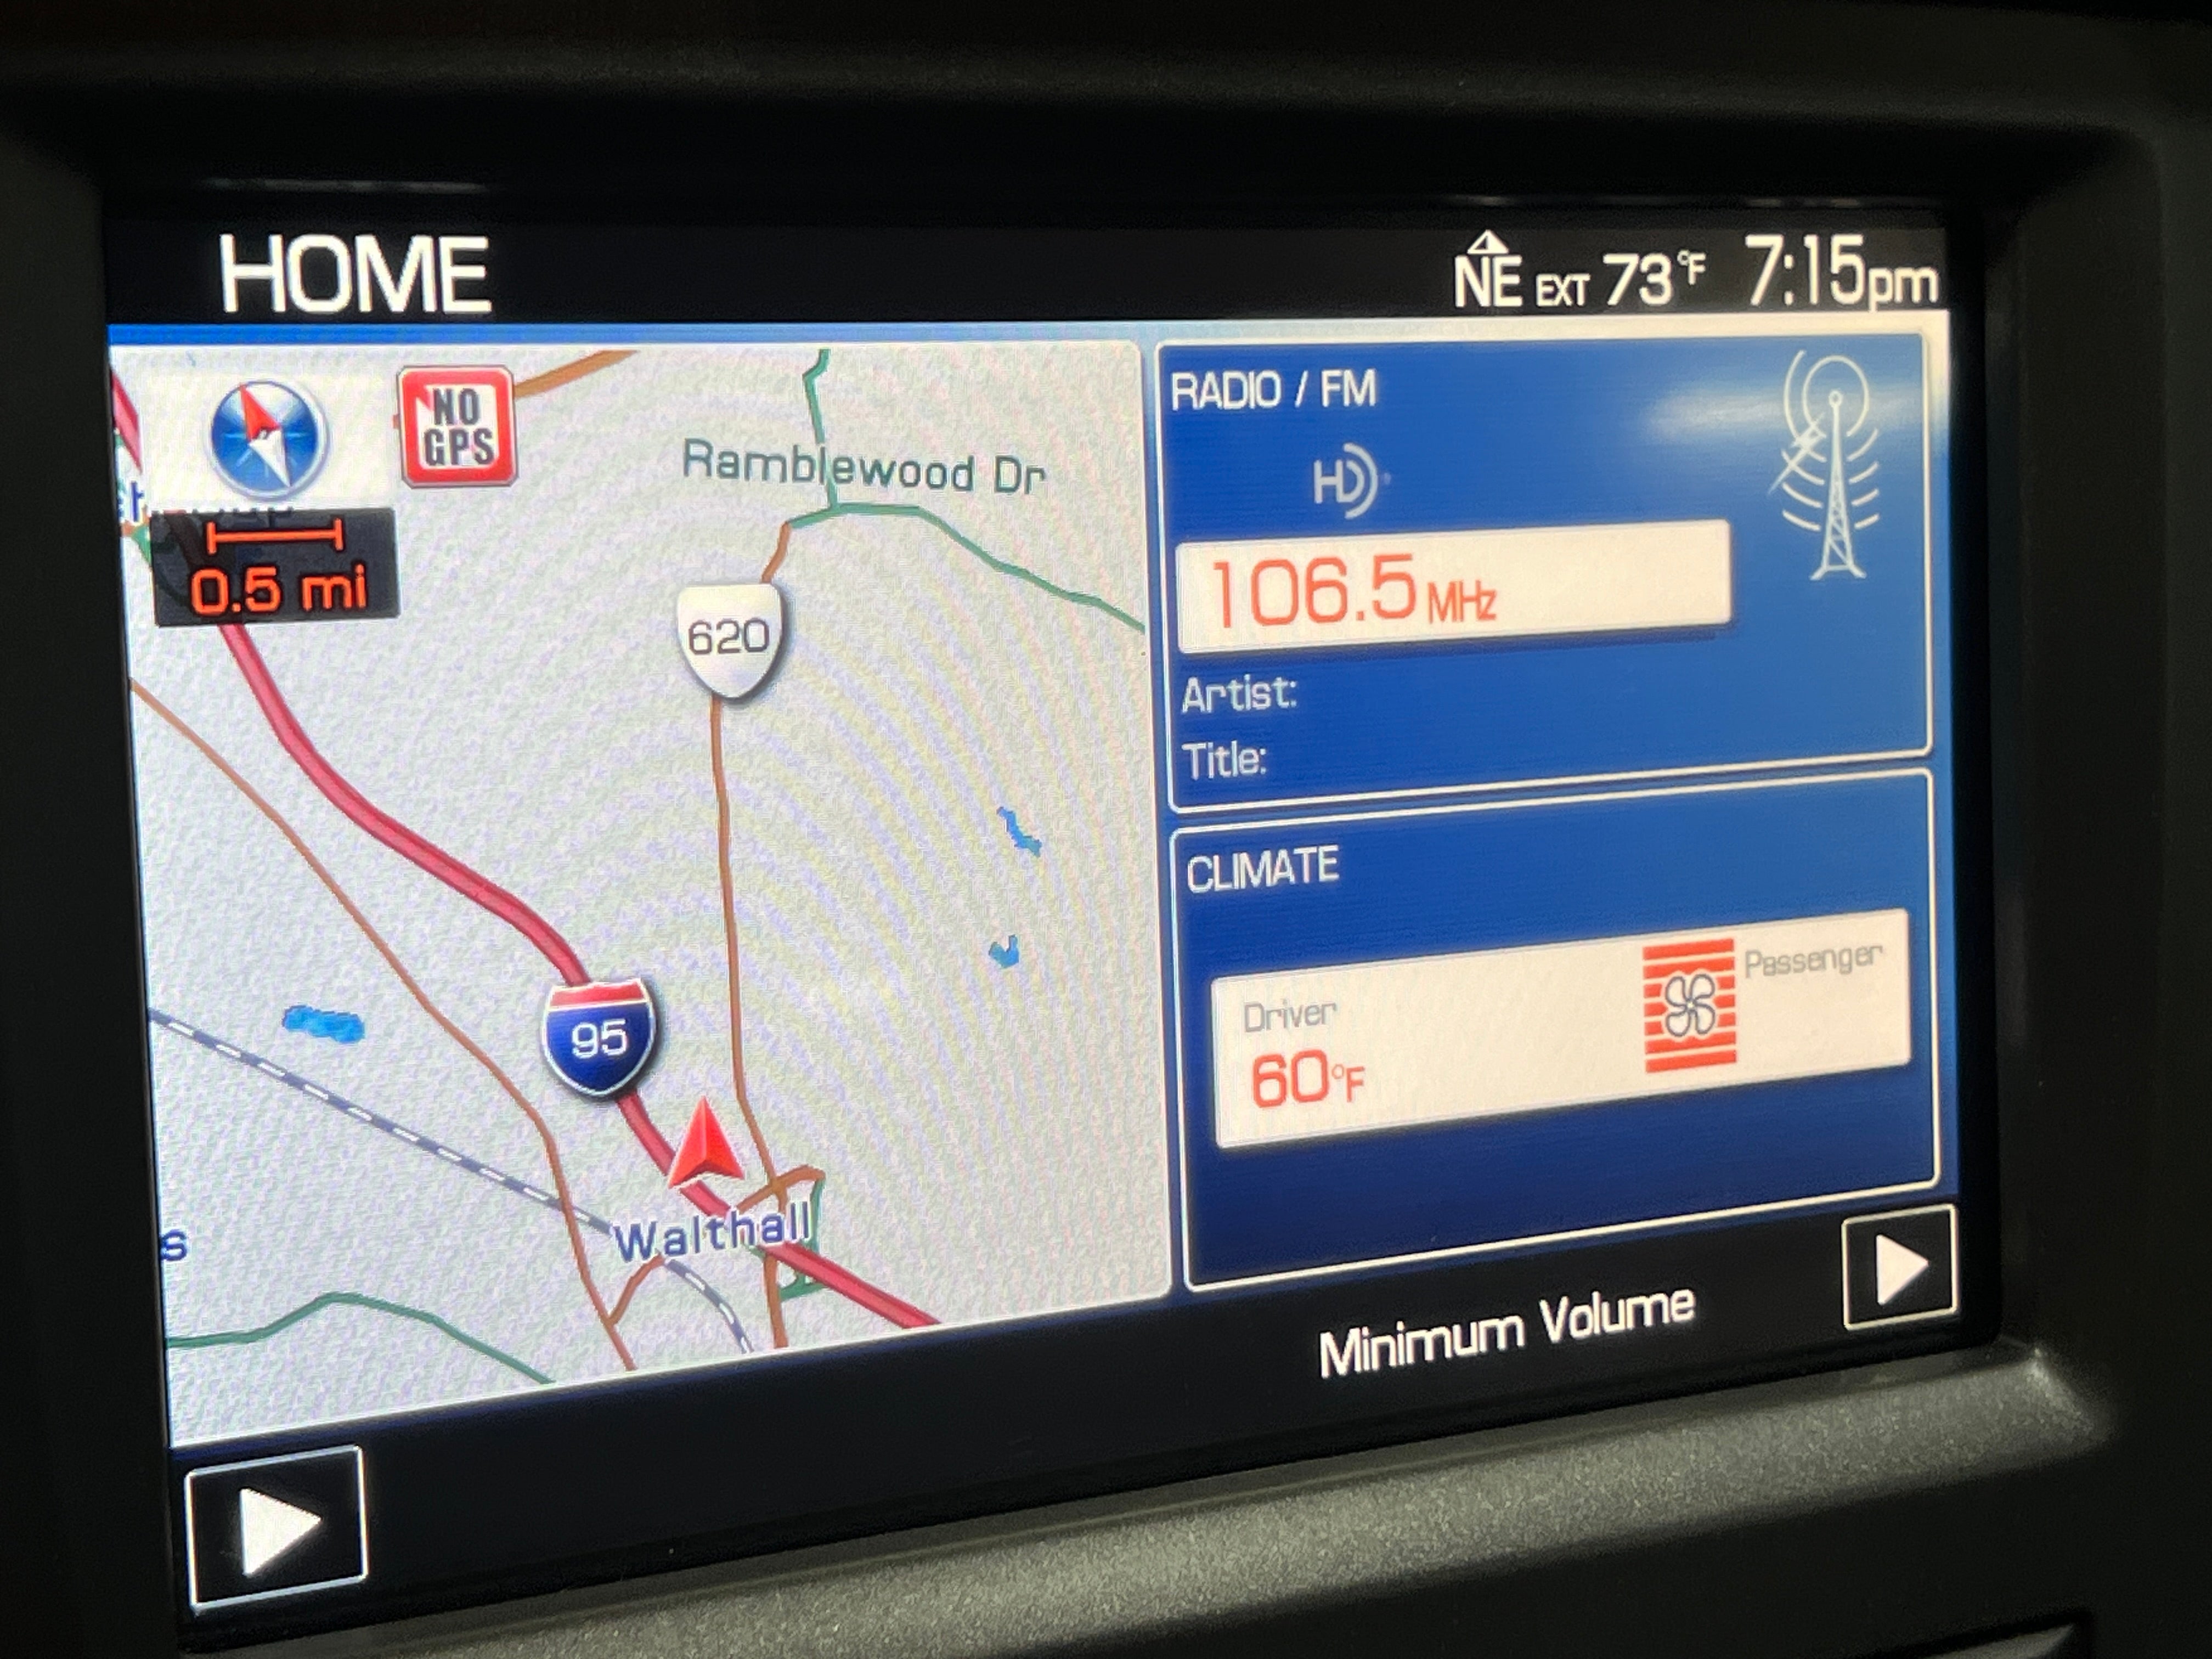 HOME
NE EXT 73°F 7:15pm
NO
GPS
0.5 mi
Ramblewood Dr
620
95
Walthall
s
RADIO / FM
HD
106.5 MHz
Artist:
Title:
CLIMATE
Driver
60°F
Passenger
Minimum Volume